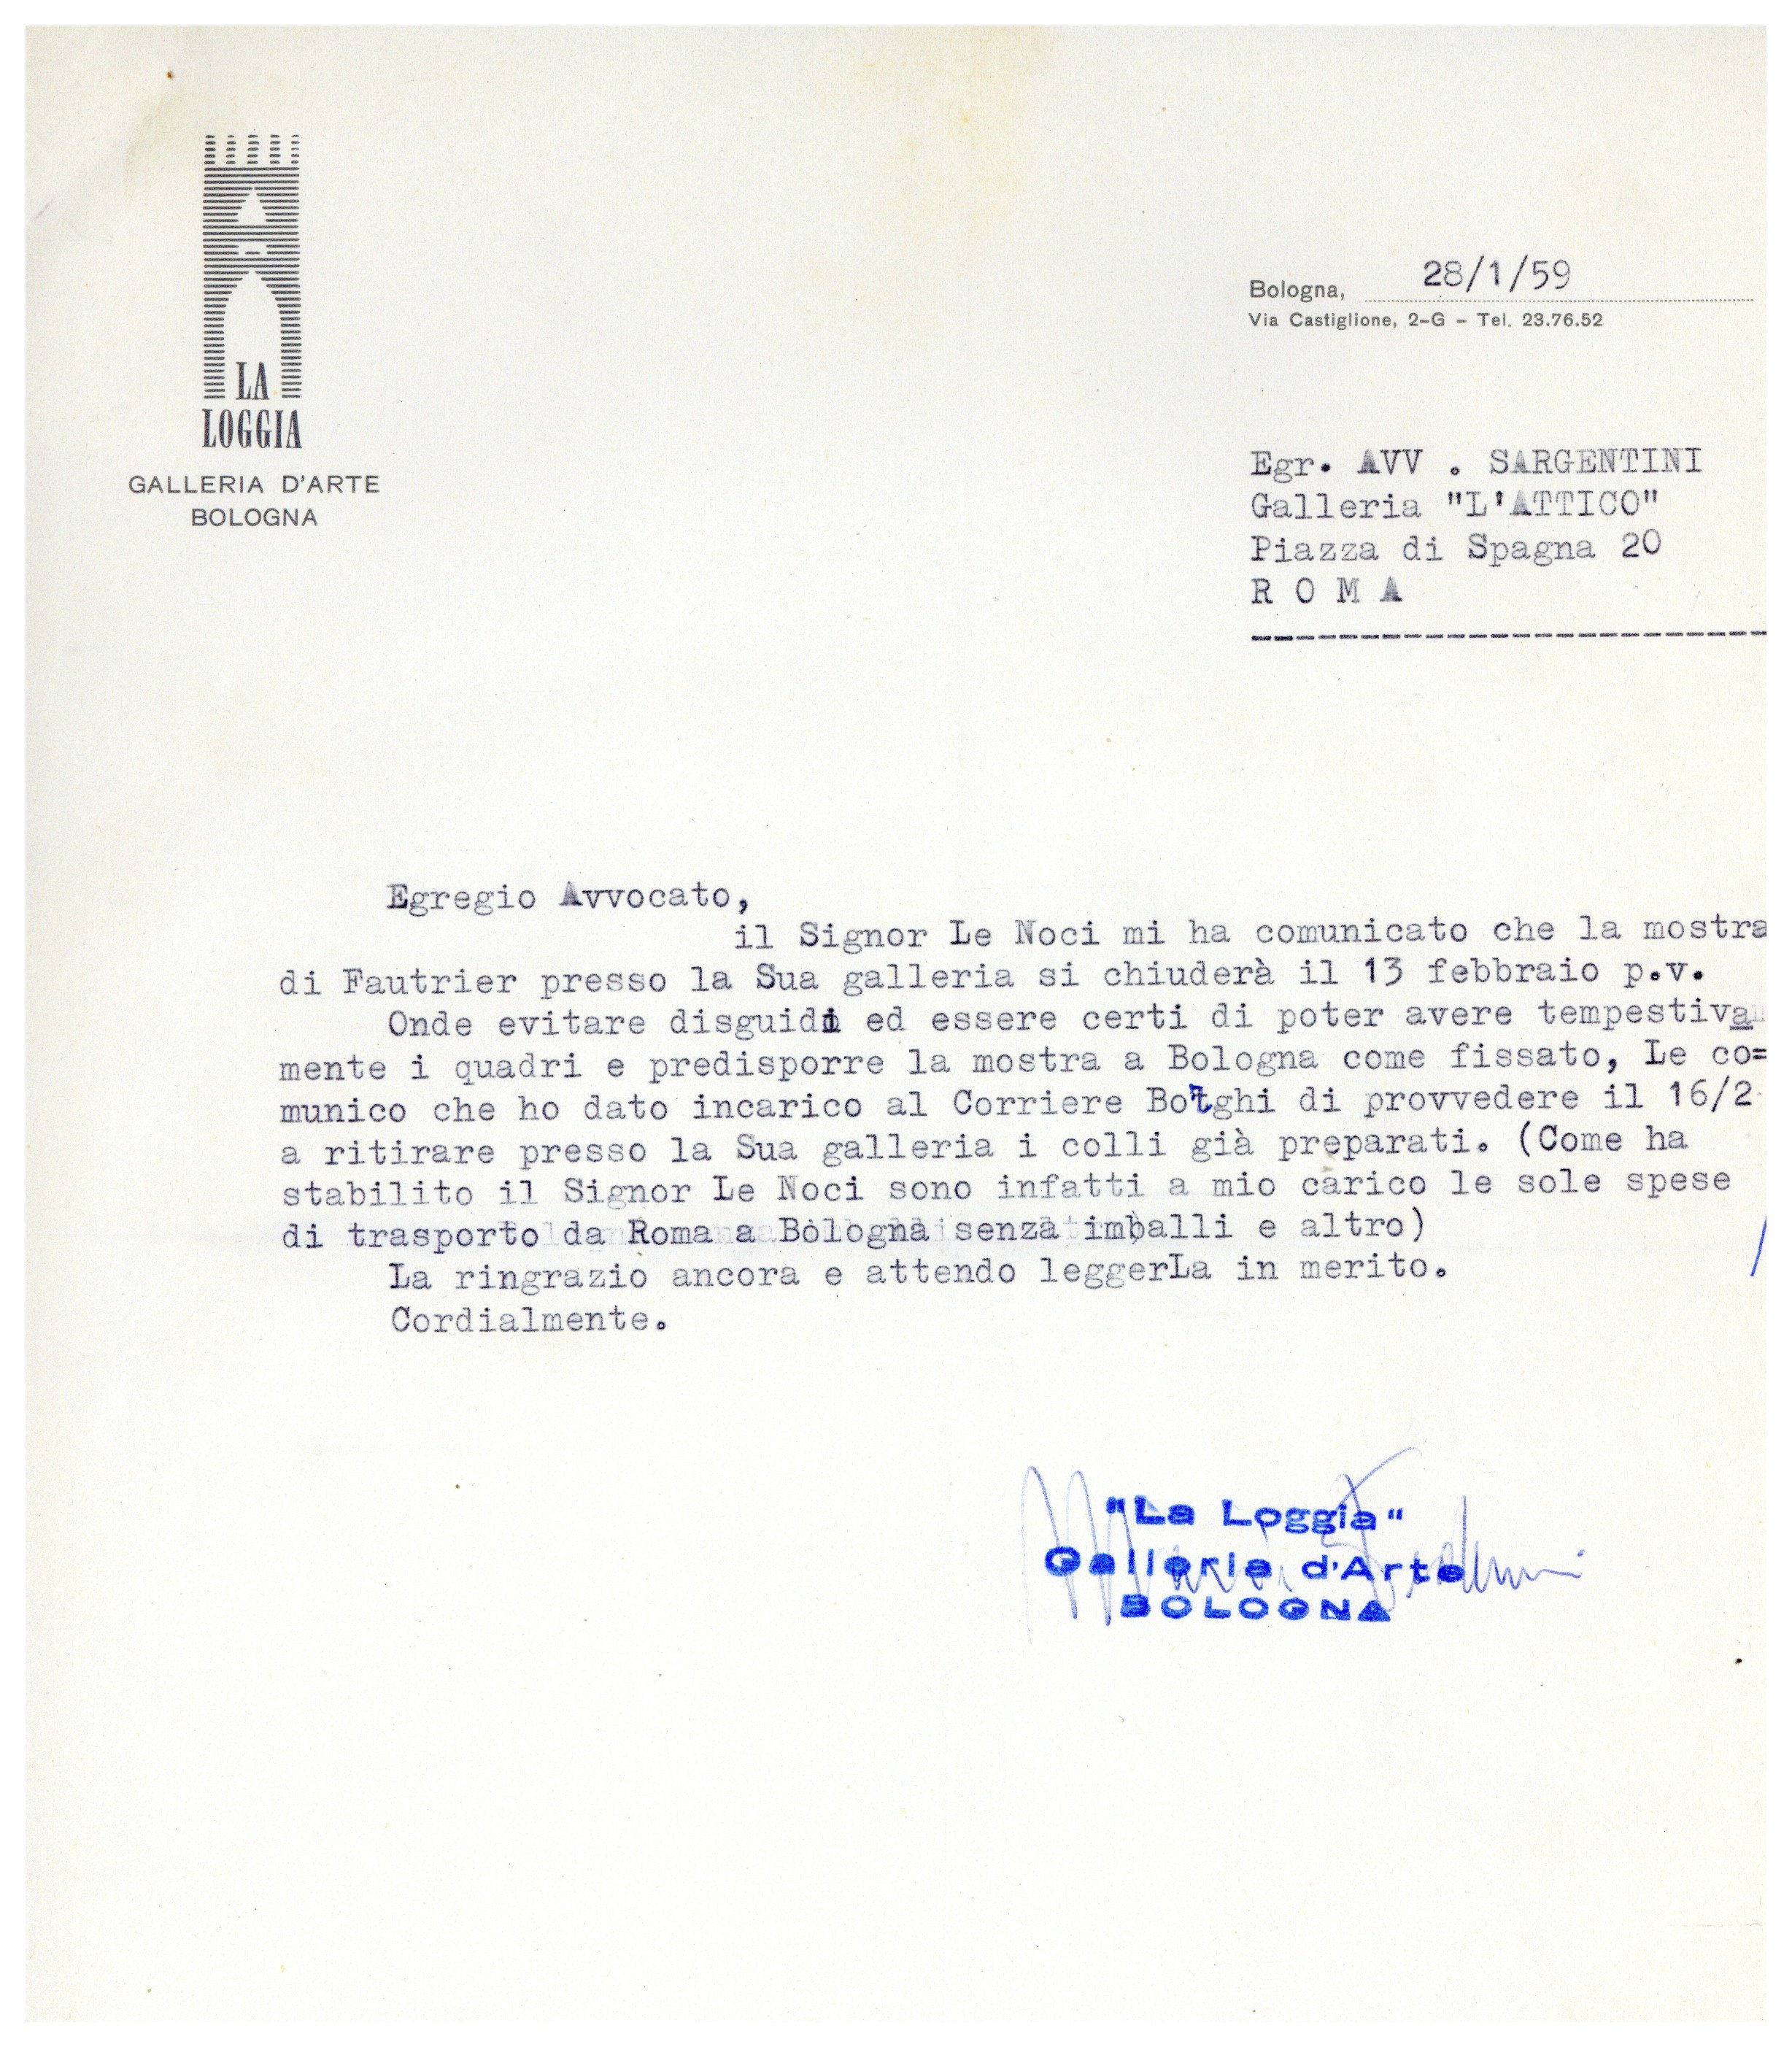 LA
LOGGIA
GALLERIA D'ARTE
BOLOGNA
Bologna, 28/1/59
Via Castiglione, 2-G - Tel. 23.76.52
Egr. AVV . SARGENTINI
Galleria "L'ATTICO"
Piazza di Spagna 20
R O M A
Egregio Avvocato,
il Signor Le Noci mi ha comunicato che la mostra
di Fautrier presso la Sua galleria si chiuderà il 13 febbraio p.v.
Onde evitare disguidi ed essere certi di poter avere tempestiva
mente i quadri e predisporre la mostra a Bologna come fissato, Le co=
munico che ho dato incarico al Corriere Borghi di provvedere il 16/2
a ritirare presso la Sua galleria i colli già preparati. (Come ha
stabilito il Signor Le Noci sono infatti a mio carico le sole spese
di trasporto da Roma a Bologna senza imballi e altro)
La ringrazio ancora e attendo leggerLa in merito.
Cordialmente.
"La Loggia"
Galleria d'Arte
BOLOGNA